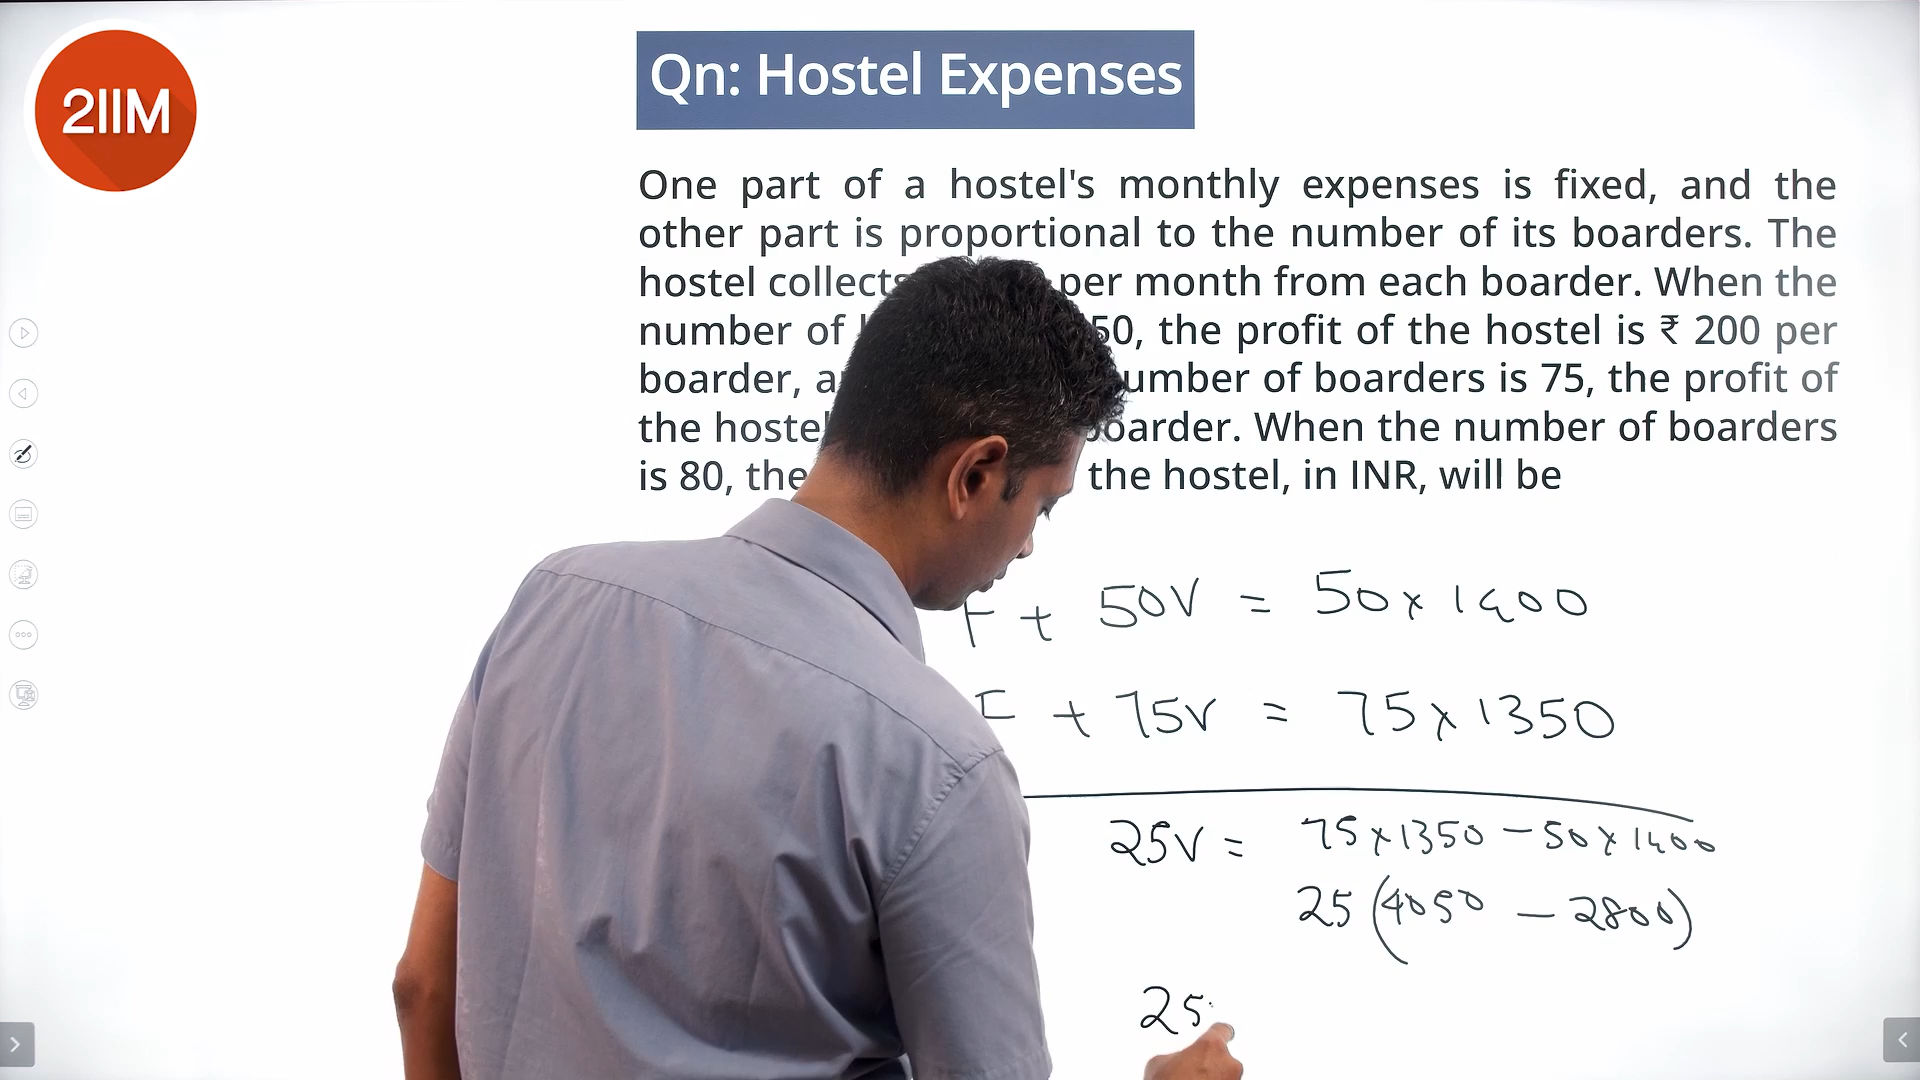 2IIM
Qn: Hostel Expenses
One part of a hostel's monthly expenses is fixed, and the
other part is proportional to the number of its boarders. The
hostel collects per month from each boarder. When the
number of 50, the profit of the hostel is ₹ 200 per
boarder, number of boarders is 75, the profit of
the hostel boarder. When the number of boarders
is 80, the the hostel, in INR, will be
F + 50V = 50 x 1400
F + 75V = 75 x 1350
25V = 75 x 1350 - 50 x 1400
25 (4050 - 2800)
25